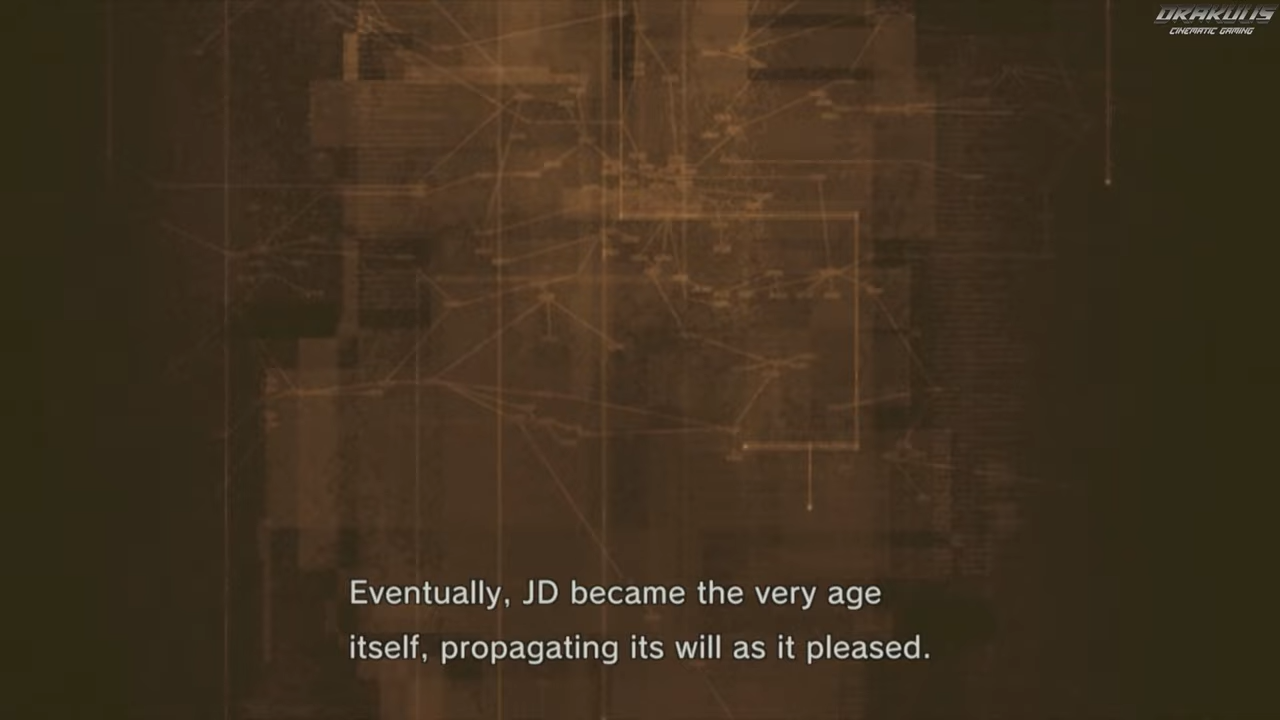 DRAKULIS
CINEMATIC GAMING
Eventually, JD became the very age
itself, propagating its will as it pleased.